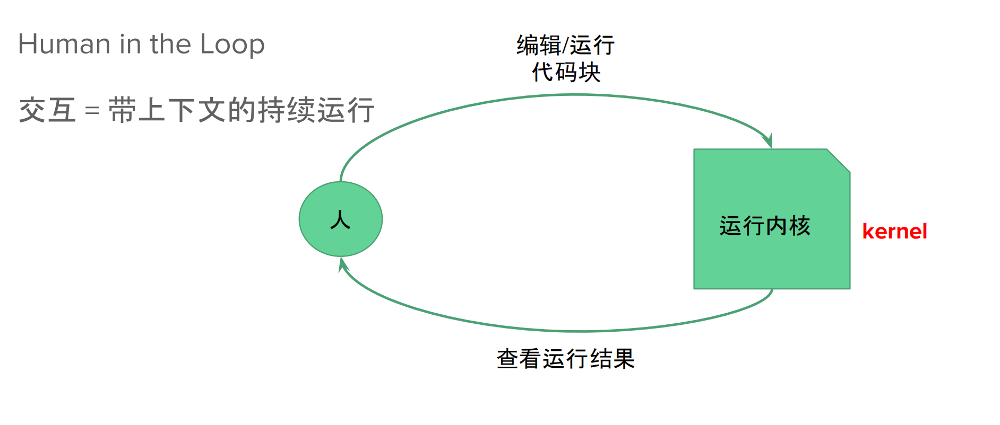 Human in the Loop
交互 = 带上下文的持续运行
编辑/运行
代码块
人
运行内核
kernel
查看运行结果